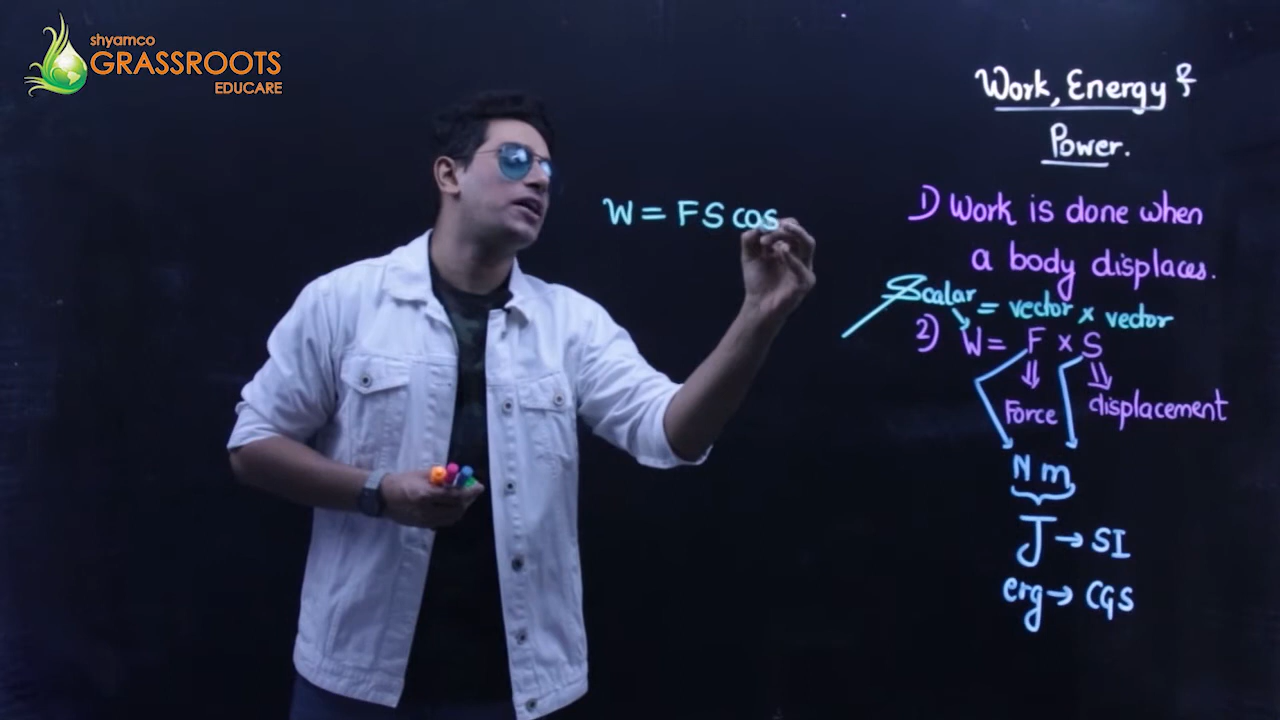 shyamco
GRASSROOTS
EDUCARE
W = F S cos
Work, Energy &
Power.
1) Work is done when
a body displaces.
Scalar = vector × vector
2) W = F × S
Force displacement
N m
J → SI
erg → CGS